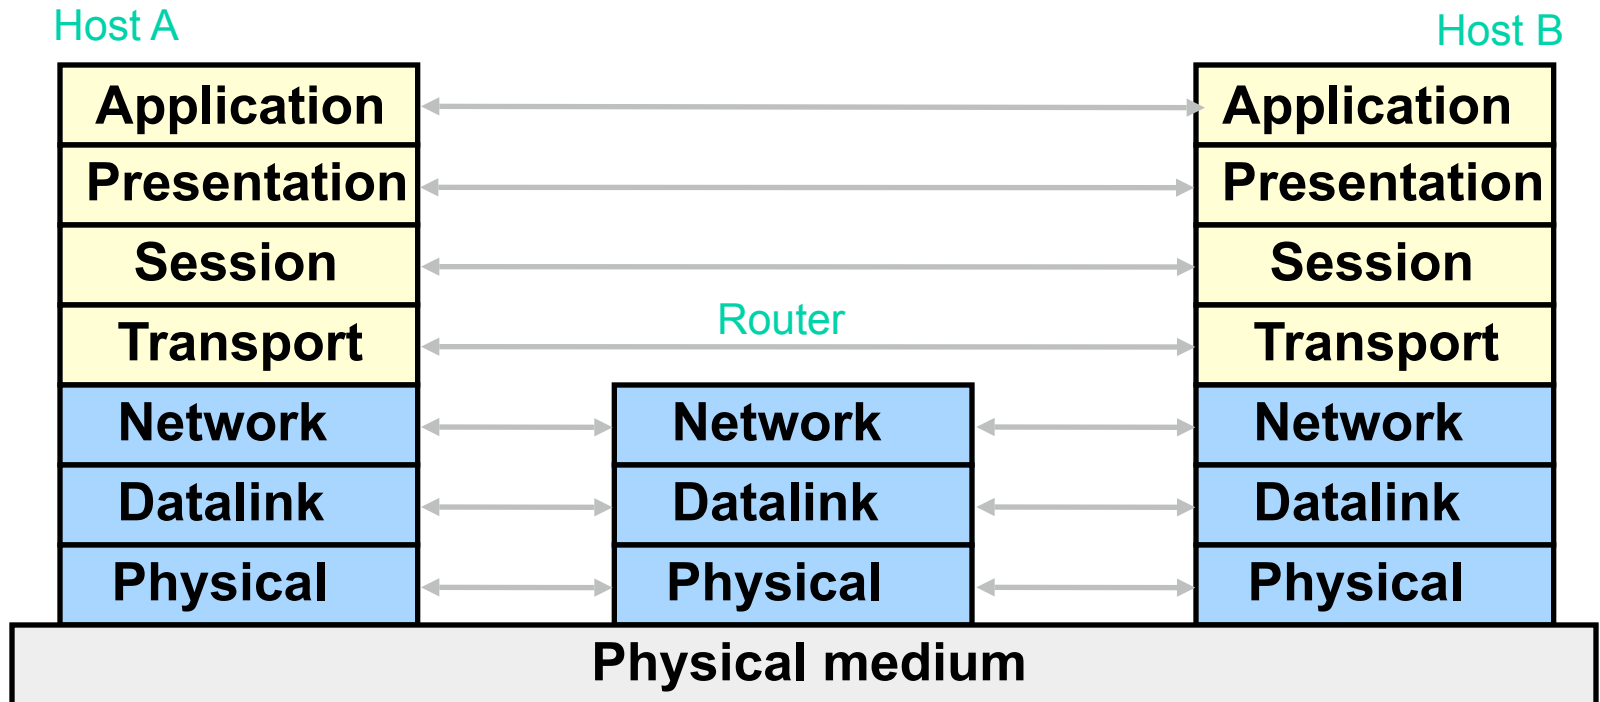 Host A
Host B
Application
Application
Presentation
Presentation
Session
Session
Router
Transport
Transport
Network
Network
Network
Datalink
Datalink
Datalink
Physical
Physical
Physical
Physical medium